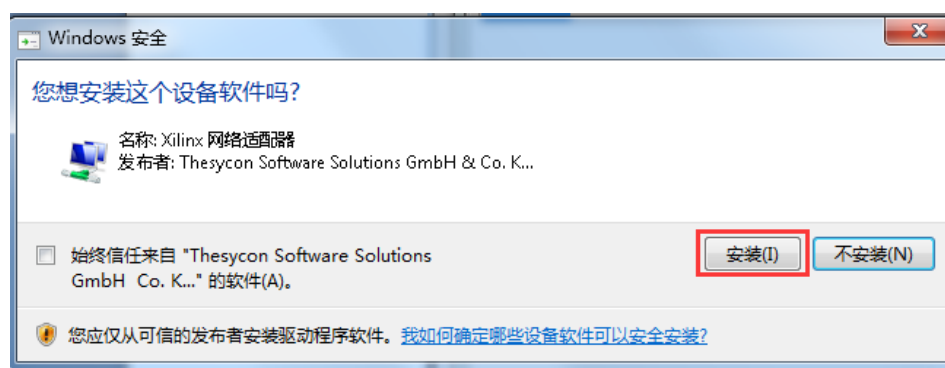 Windows 安全
您想安装这个设备软件吗?
名称: Xilinx 网络适配器
发布者: Thesycon Software Solutions GmbH & Co. K...
始终信任来自 "Thesycon Software Solutions
GmbH  Co. K..." 的软件(A)。
安装(I)
不安装(N)
您应仅从可信的发布者安装驱动程序软件。我如何确定哪些设备软件可以安全安装?